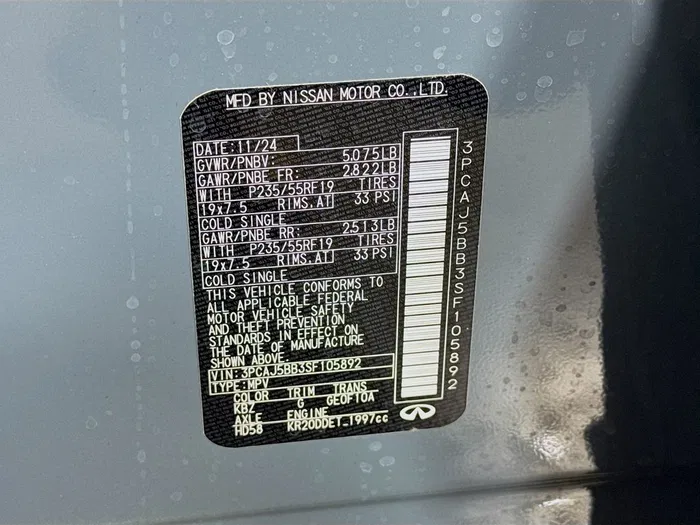 MFD BY NISSAN MOTOR CO.,LTD.
DATE:11/24
GVWR/PNBV: 5,075LB
GAWR/PNBE FR: 2,822LB
WITH P235/55RF19 TIRES
19x7.5 RIMS,AT 33 PSI
COLD SINGLE
GAWR/PNBE RR: 2,513LB
WITH P235/55RF19 TIRES
19x7.5 RIMS,AT 33 PSI
COLD SINGLE
THIS VEHICLE CONFORMS TO
ALL APPLICABLE FEDERAL
MOTOR VEHICLE SAFETY
AND THEFT PREVENTION
STANDARDS IN EFFECT ON
THE DATE OF MANUFACTURE
SHOWN ABOVE.
VIN:3PCAJ5BB3SF105892
TYPE:MPV
COLOR TRIM TRANS
KBZ G GE0F10A
AXLE ENGINE
HD58 KR20DDET-1997cc
3PCAJ5BB3SF105892